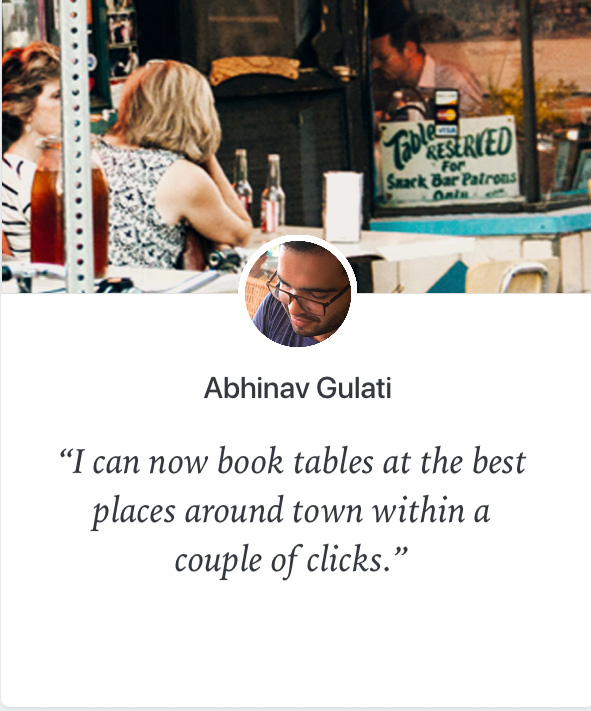 VISA
Table
RESERVED
For
Snack Bar Patrons
Only
Abhinav Gulati
“I can now book tables at the best
places around town within a
couple of clicks.”